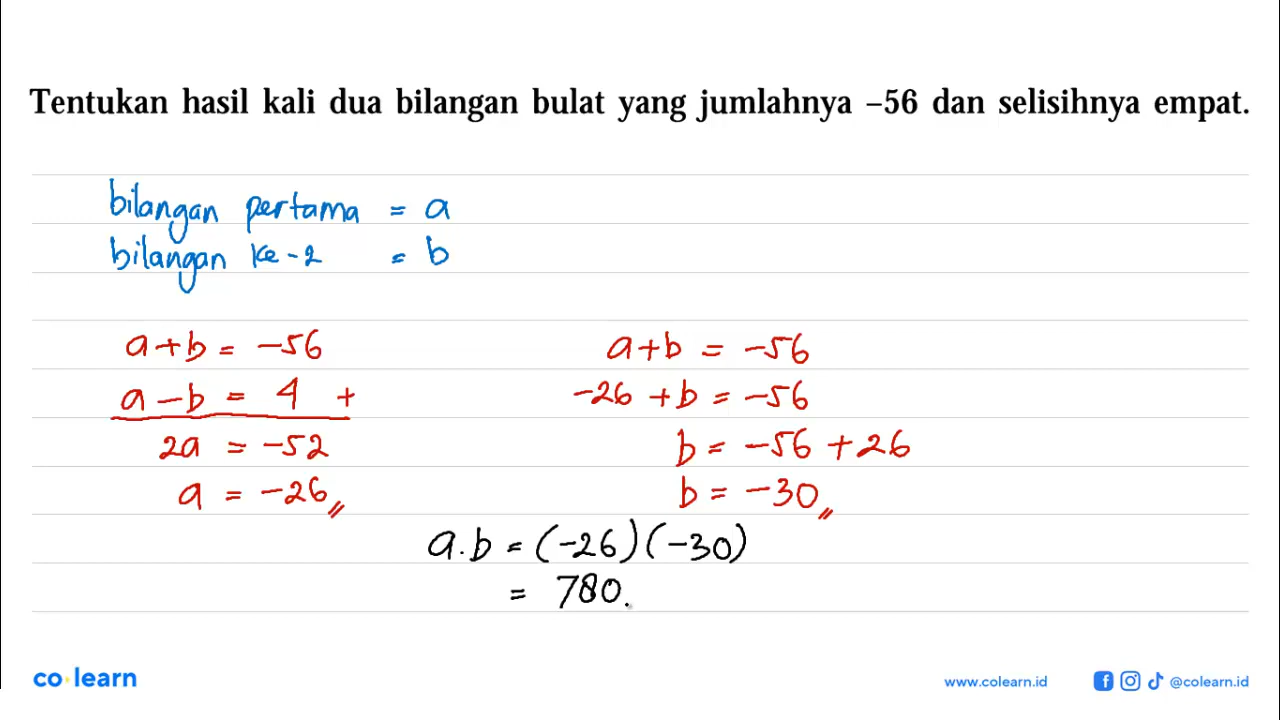 Tentukan hasil kali dua bilangan bulat yang jumlahnya –56 dan selisihnya empat.
bilangan pertama = a
bilangan ke-2 = b
a+b = -56
a-b = 4 +
2a = -52
a = -26
a+b = -56
-26 +b = -56
b = -56 + 26
b = -30
a.b = (-26)(-30)
= 780.
co·learn
www.colearn.id
@colearn.id